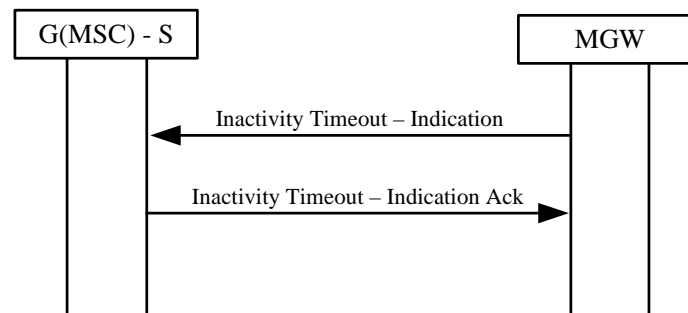 G(MSC) - S
MGW
Inactivity Timeout – Indication
Inactivity Timeout – Indication Ack